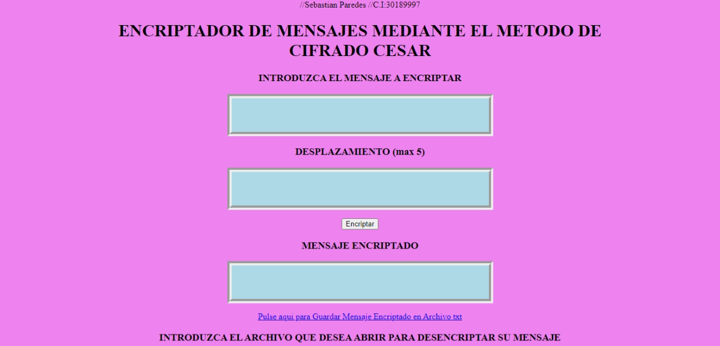 //Sebastian Paredes //C.I:30189997
ENCRIPTADOR DE MENSAJES MEDIANTE EL METODO DE
CIFRADO CESAR
INTRODUZCA EL MENSAJE A ENCRIPTAR
DESPLAZAMIENTO (max 5)
Encriptar
MENSAJE ENCRIPTADO
Pulse aqui para Guardar Mensaje Encriptado en Archivo txt
INTRODUZCA EL ARCHIVO QUE DESEA ABRIR PARA DESENCRIPTAR SU MENSAJE